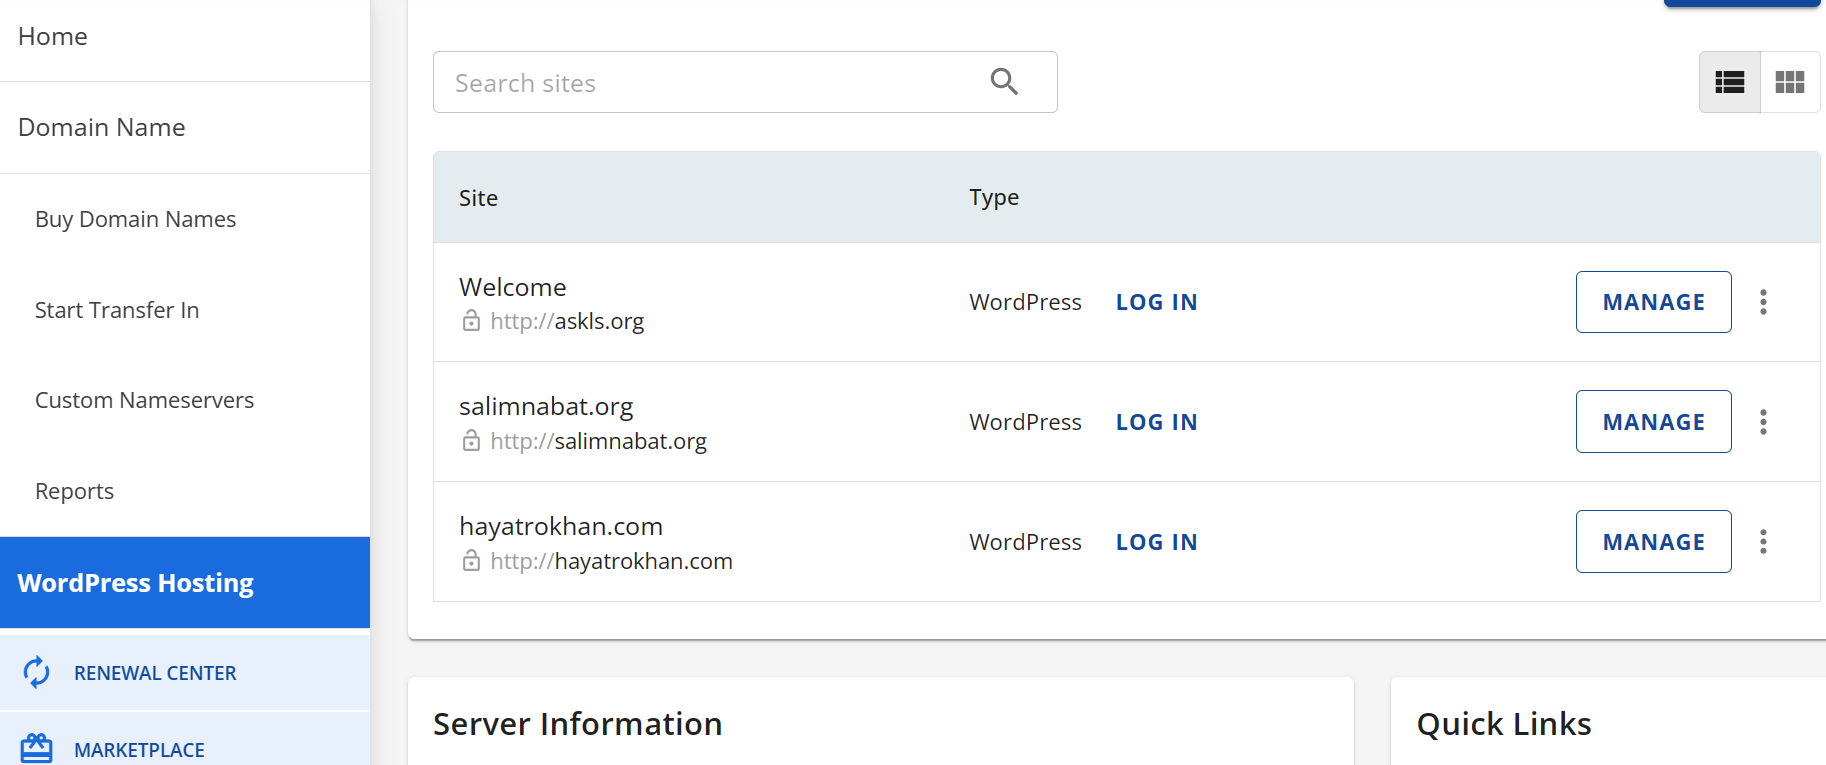 Home
Domain Name
Buy Domain Names
Start Transfer In
Custom Nameservers
Reports
WordPress Hosting
RENEWAL CENTER
MARKETPLACE
Search sites
Site Type
Welcome
http://askls.org
WordPress LOG IN MANAGE
salimnabat.org
http://salimnabat.org
WordPress LOG IN MANAGE
hayatrokhan.com
http://hayatrokhan.com
WordPress LOG IN MANAGE
Server Information
Quick Links